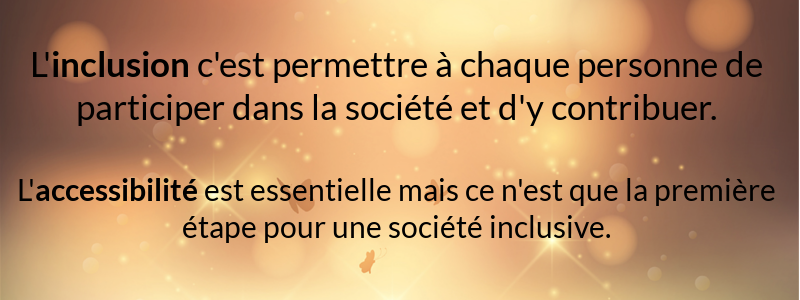 L'inclusion c'est permettre à chaque personne de
participer dans la société et d'y contribuer.
L'accessibilité est essentielle mais ce n'est que la première
étape pour une société inclusive.